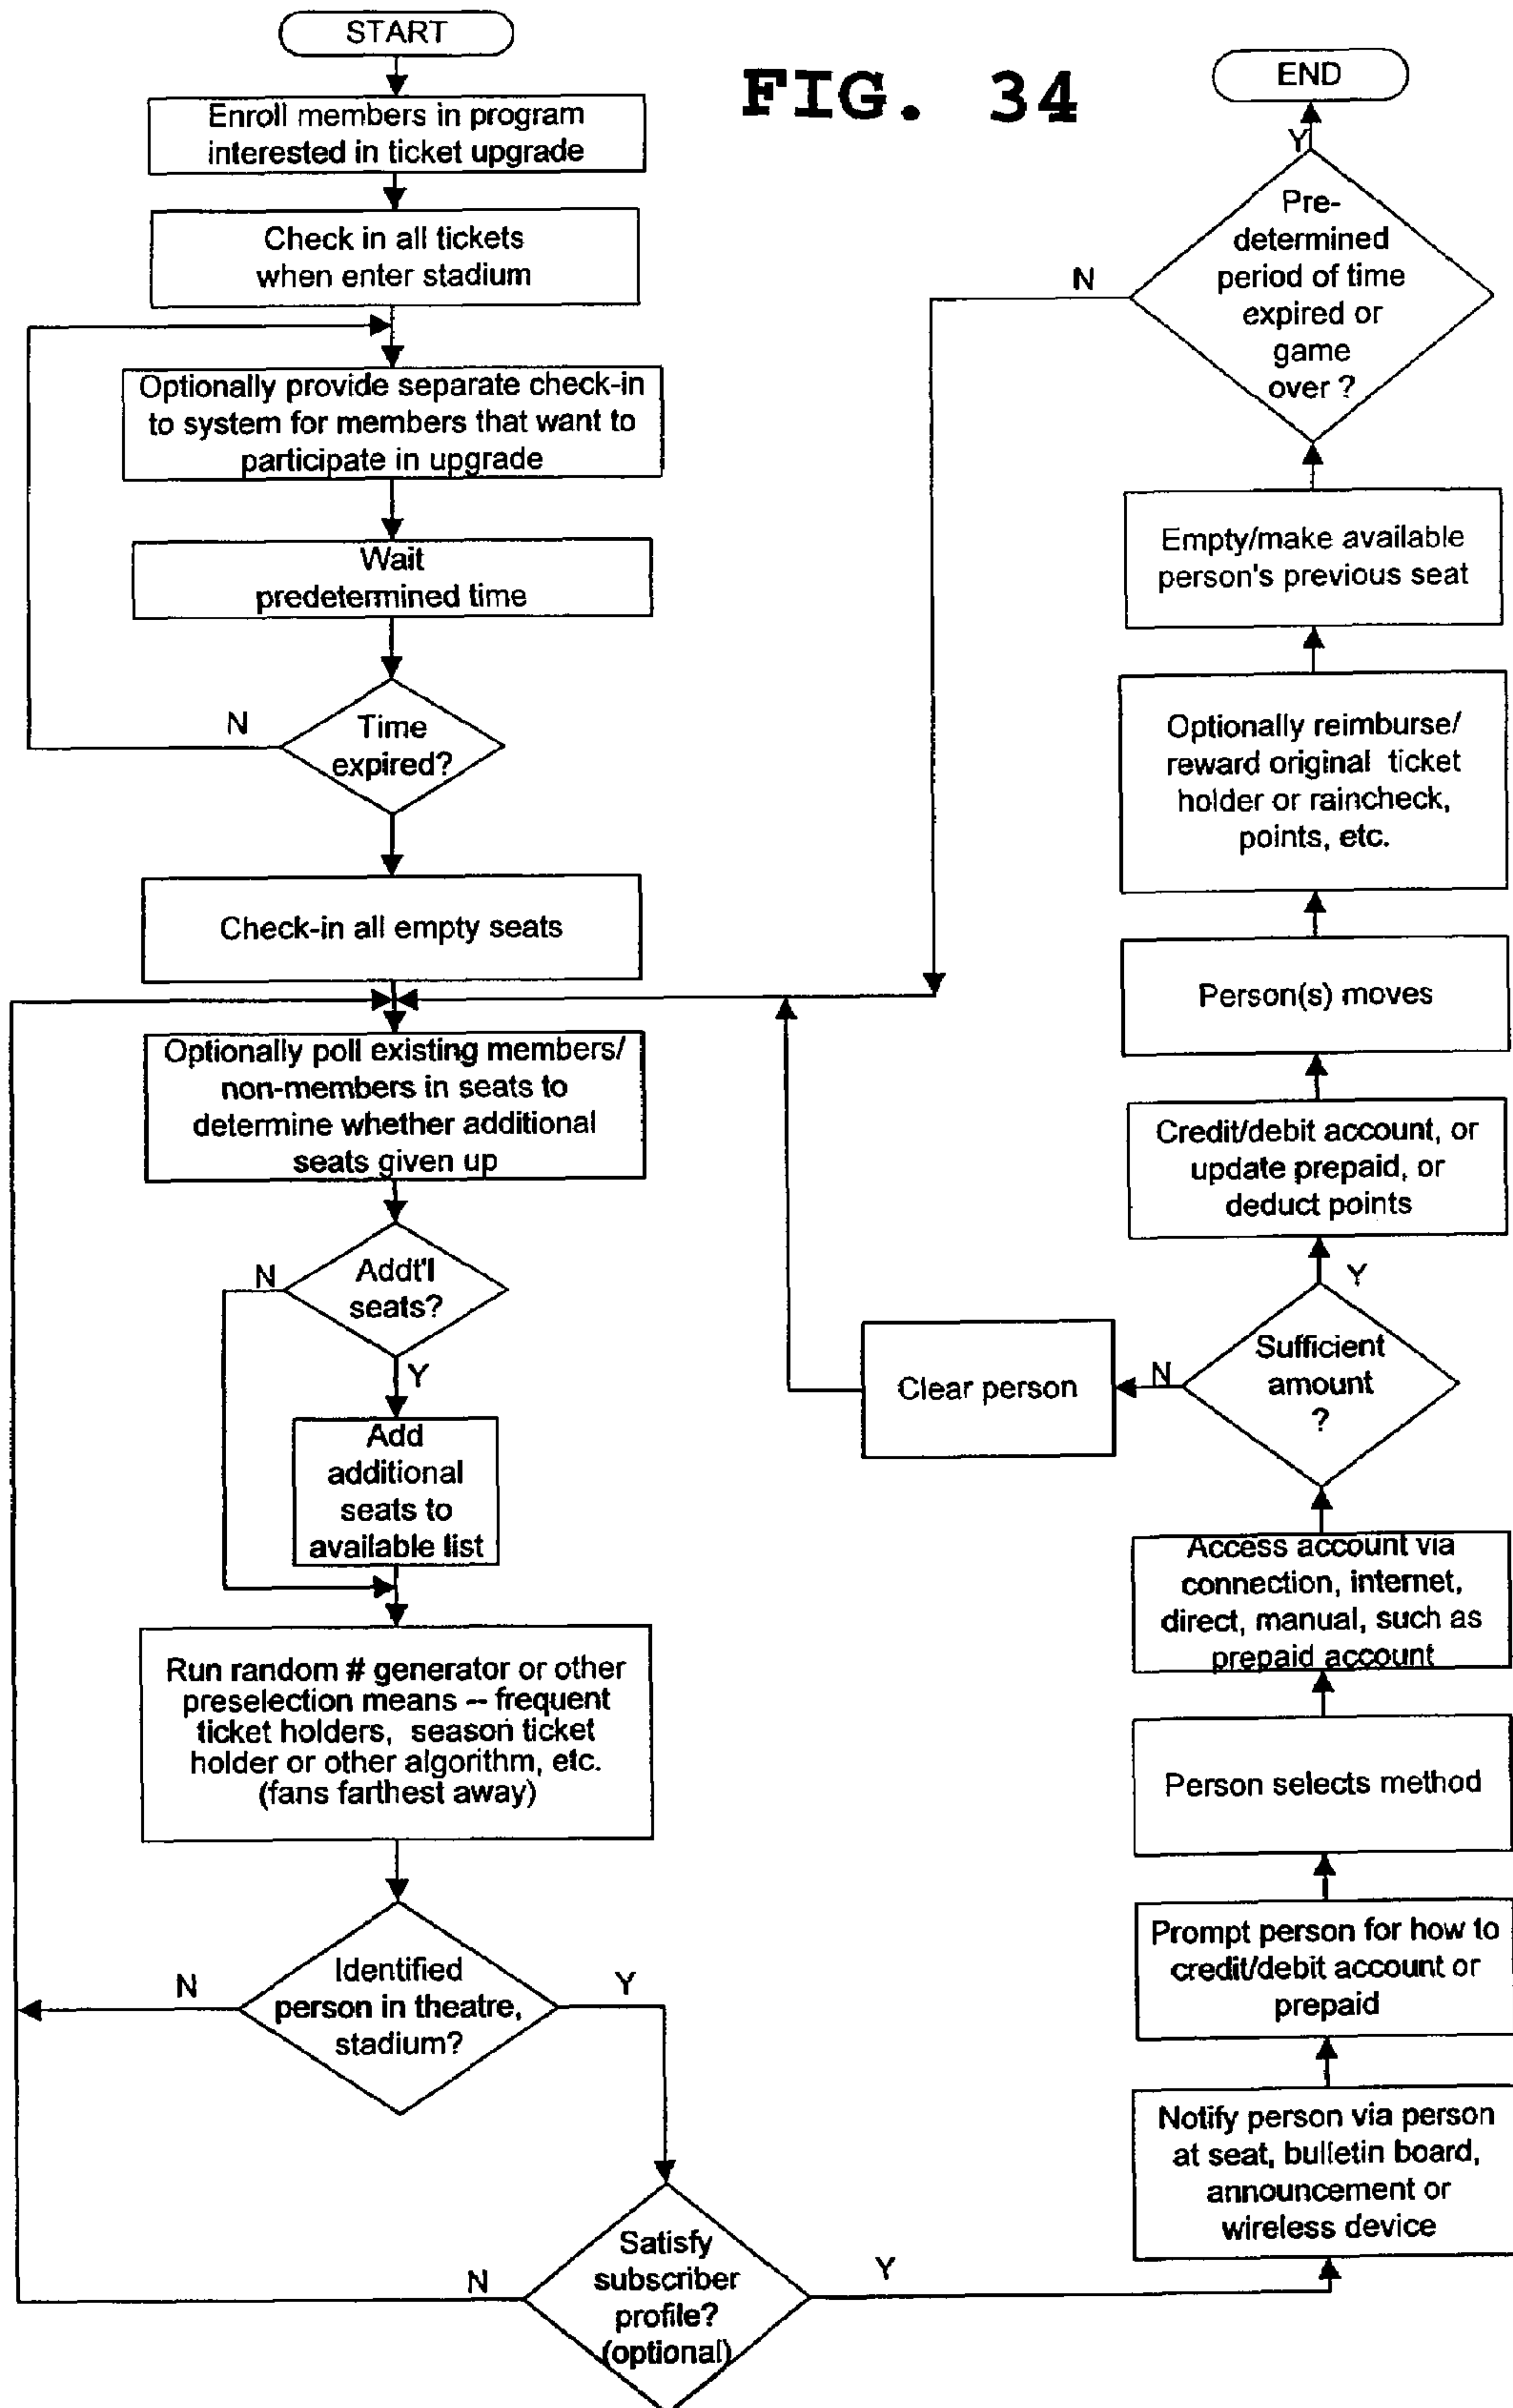 START
FIG. 34
Enroll members in program
interested in ticket upgrade
Check in all tickets
when enter stadium
Optionally provide separate check-in
to system for members that want to
participate in upgrade
Wait
predetermined time
Time
expired?
N
Check-in all empty seats
Optionally poll existing members/
non-members in seats to
determine whether additional
seats given up
Addt'l
seats?
N
Y
Add
additional
seats to
available list
Run random # generator or other
preselection means -- frequent
ticket holders, season ticket
holder or other algorithm, etc.
(fans farthest away)
Identified
person in theatre,
stadium?
N
Y
Satisfy
subscriber
profile?
(optional)
N
Y
Notify person via person
at seat, bulletin board,
announcement or
wireless device
Prompt person for how to
credit/debit account or
prepaid
Person selects method
Access account via
connection, internet,
direct, manual, such as
prepaid account
Sufficient
amount
?
N
Clear person
Y
Credit/debit account, or
update prepaid, or
deduct points
Person(s) moves
Optionally reimburse/
reward original ticket
holder or raincheck,
points, etc.
Empty/make available
person's previous seat
Pre-
determined
period of time
expired or
game
over ?
N
Y
END